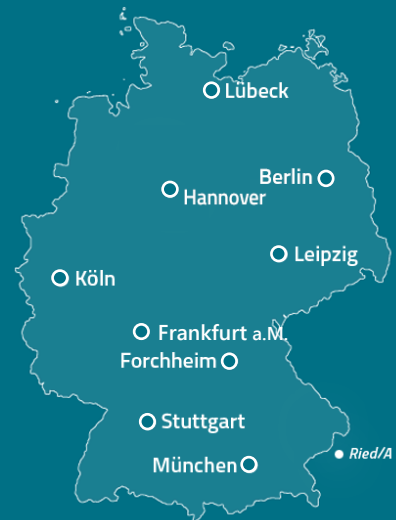 Lübeck
Berlin
Hannover
Leipzig
Köln
Frankfurt a.M.
Forchheim
Stuttgart
Ried/A
München